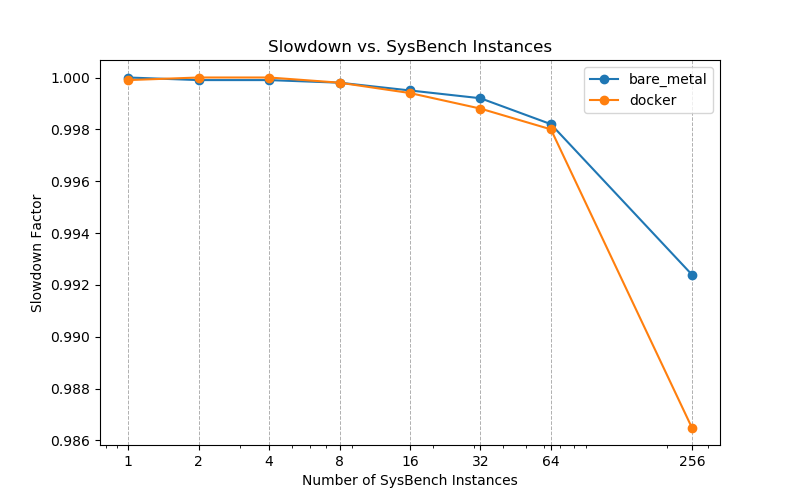 Slowdown vs. SysBench Instances
bare_metal
docker
Slowdown Factor
1.000
0.998
0.996
0.994
0.992
0.990
0.988
0.986
1 2 4 8 16 32 64 256
Number of SysBench Instances